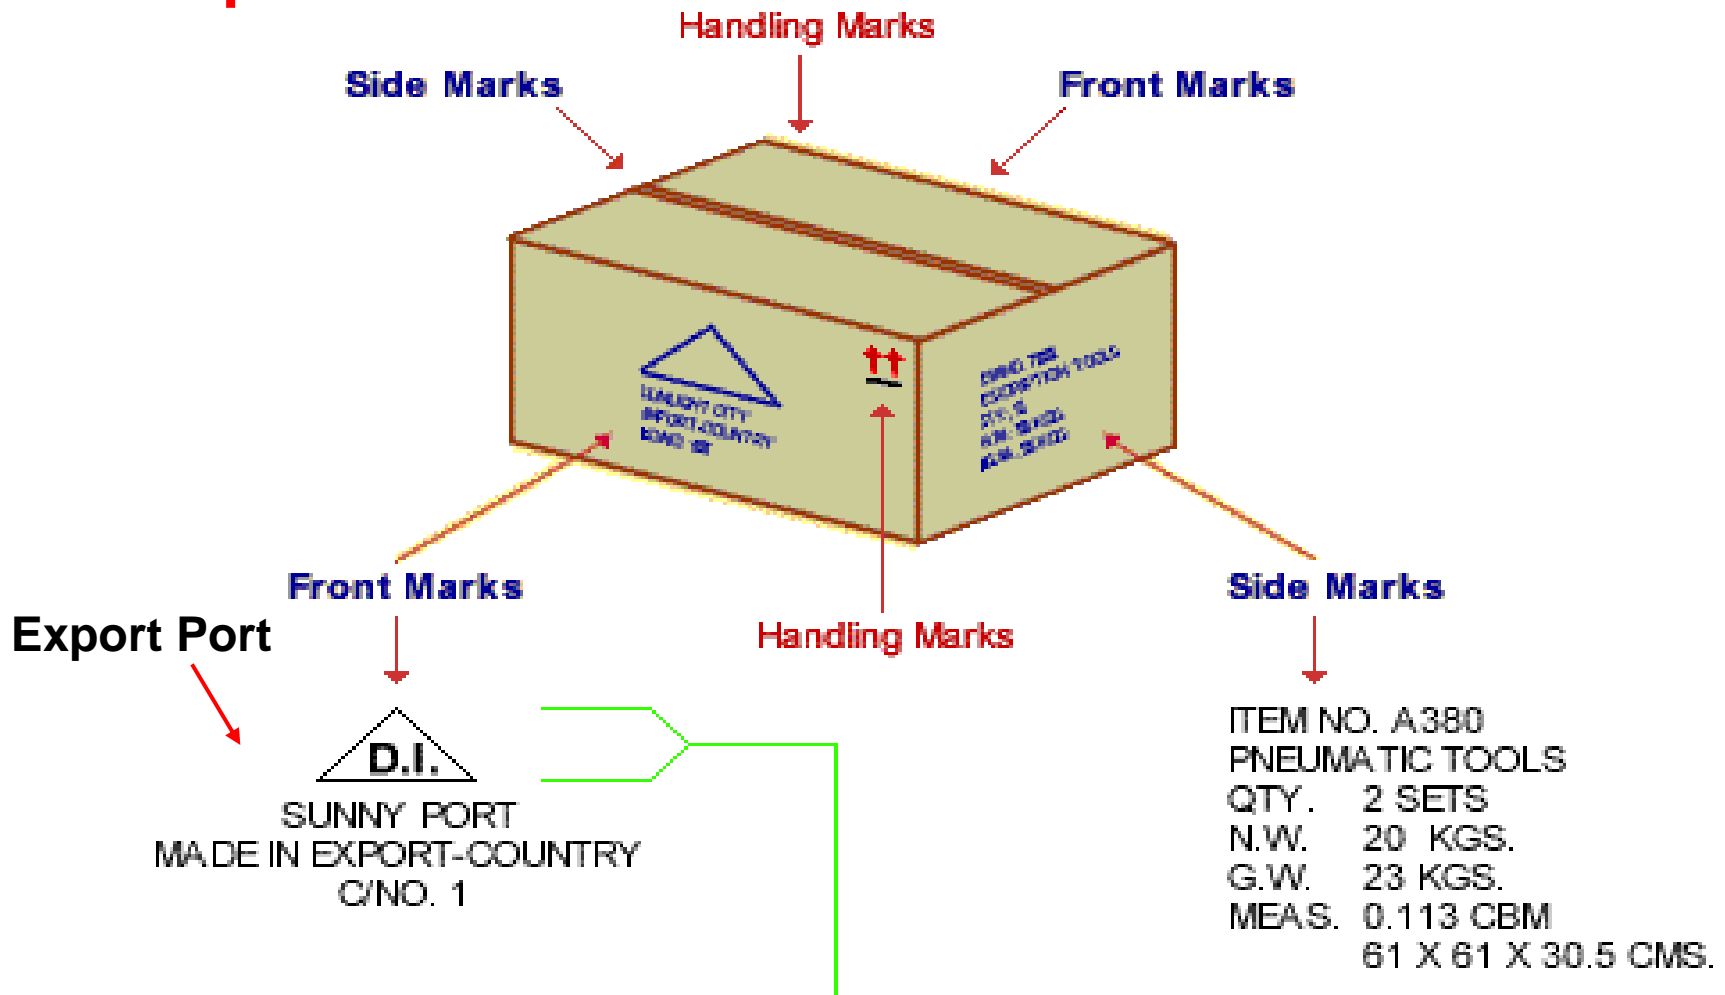 Handling Marks
Side Marks
Front Marks
Front Marks
Side Marks
Export Port
Handling Marks
D.I.
SUNNY PORT
MADE IN EXPORT-COUNTRY
C/NO. 1
ITEM NO. A380
PNEUMATIC TOOLS
QTY. 2 SETS
N.W. 20 KGS.
G.W. 23 KGS.
MEAS. 0.113 CBM
61 X 61 X 30.5 CMS.